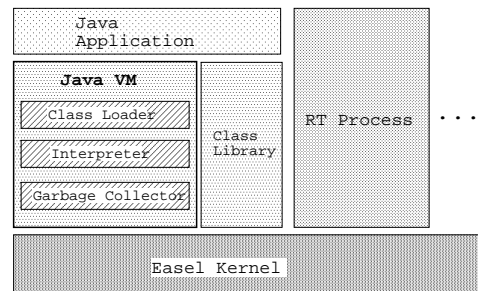 Java
Application
Java VM
Class Loader
Interpreter
Garbage Collector
Class
Library
RT Process
...
Easel Kernel